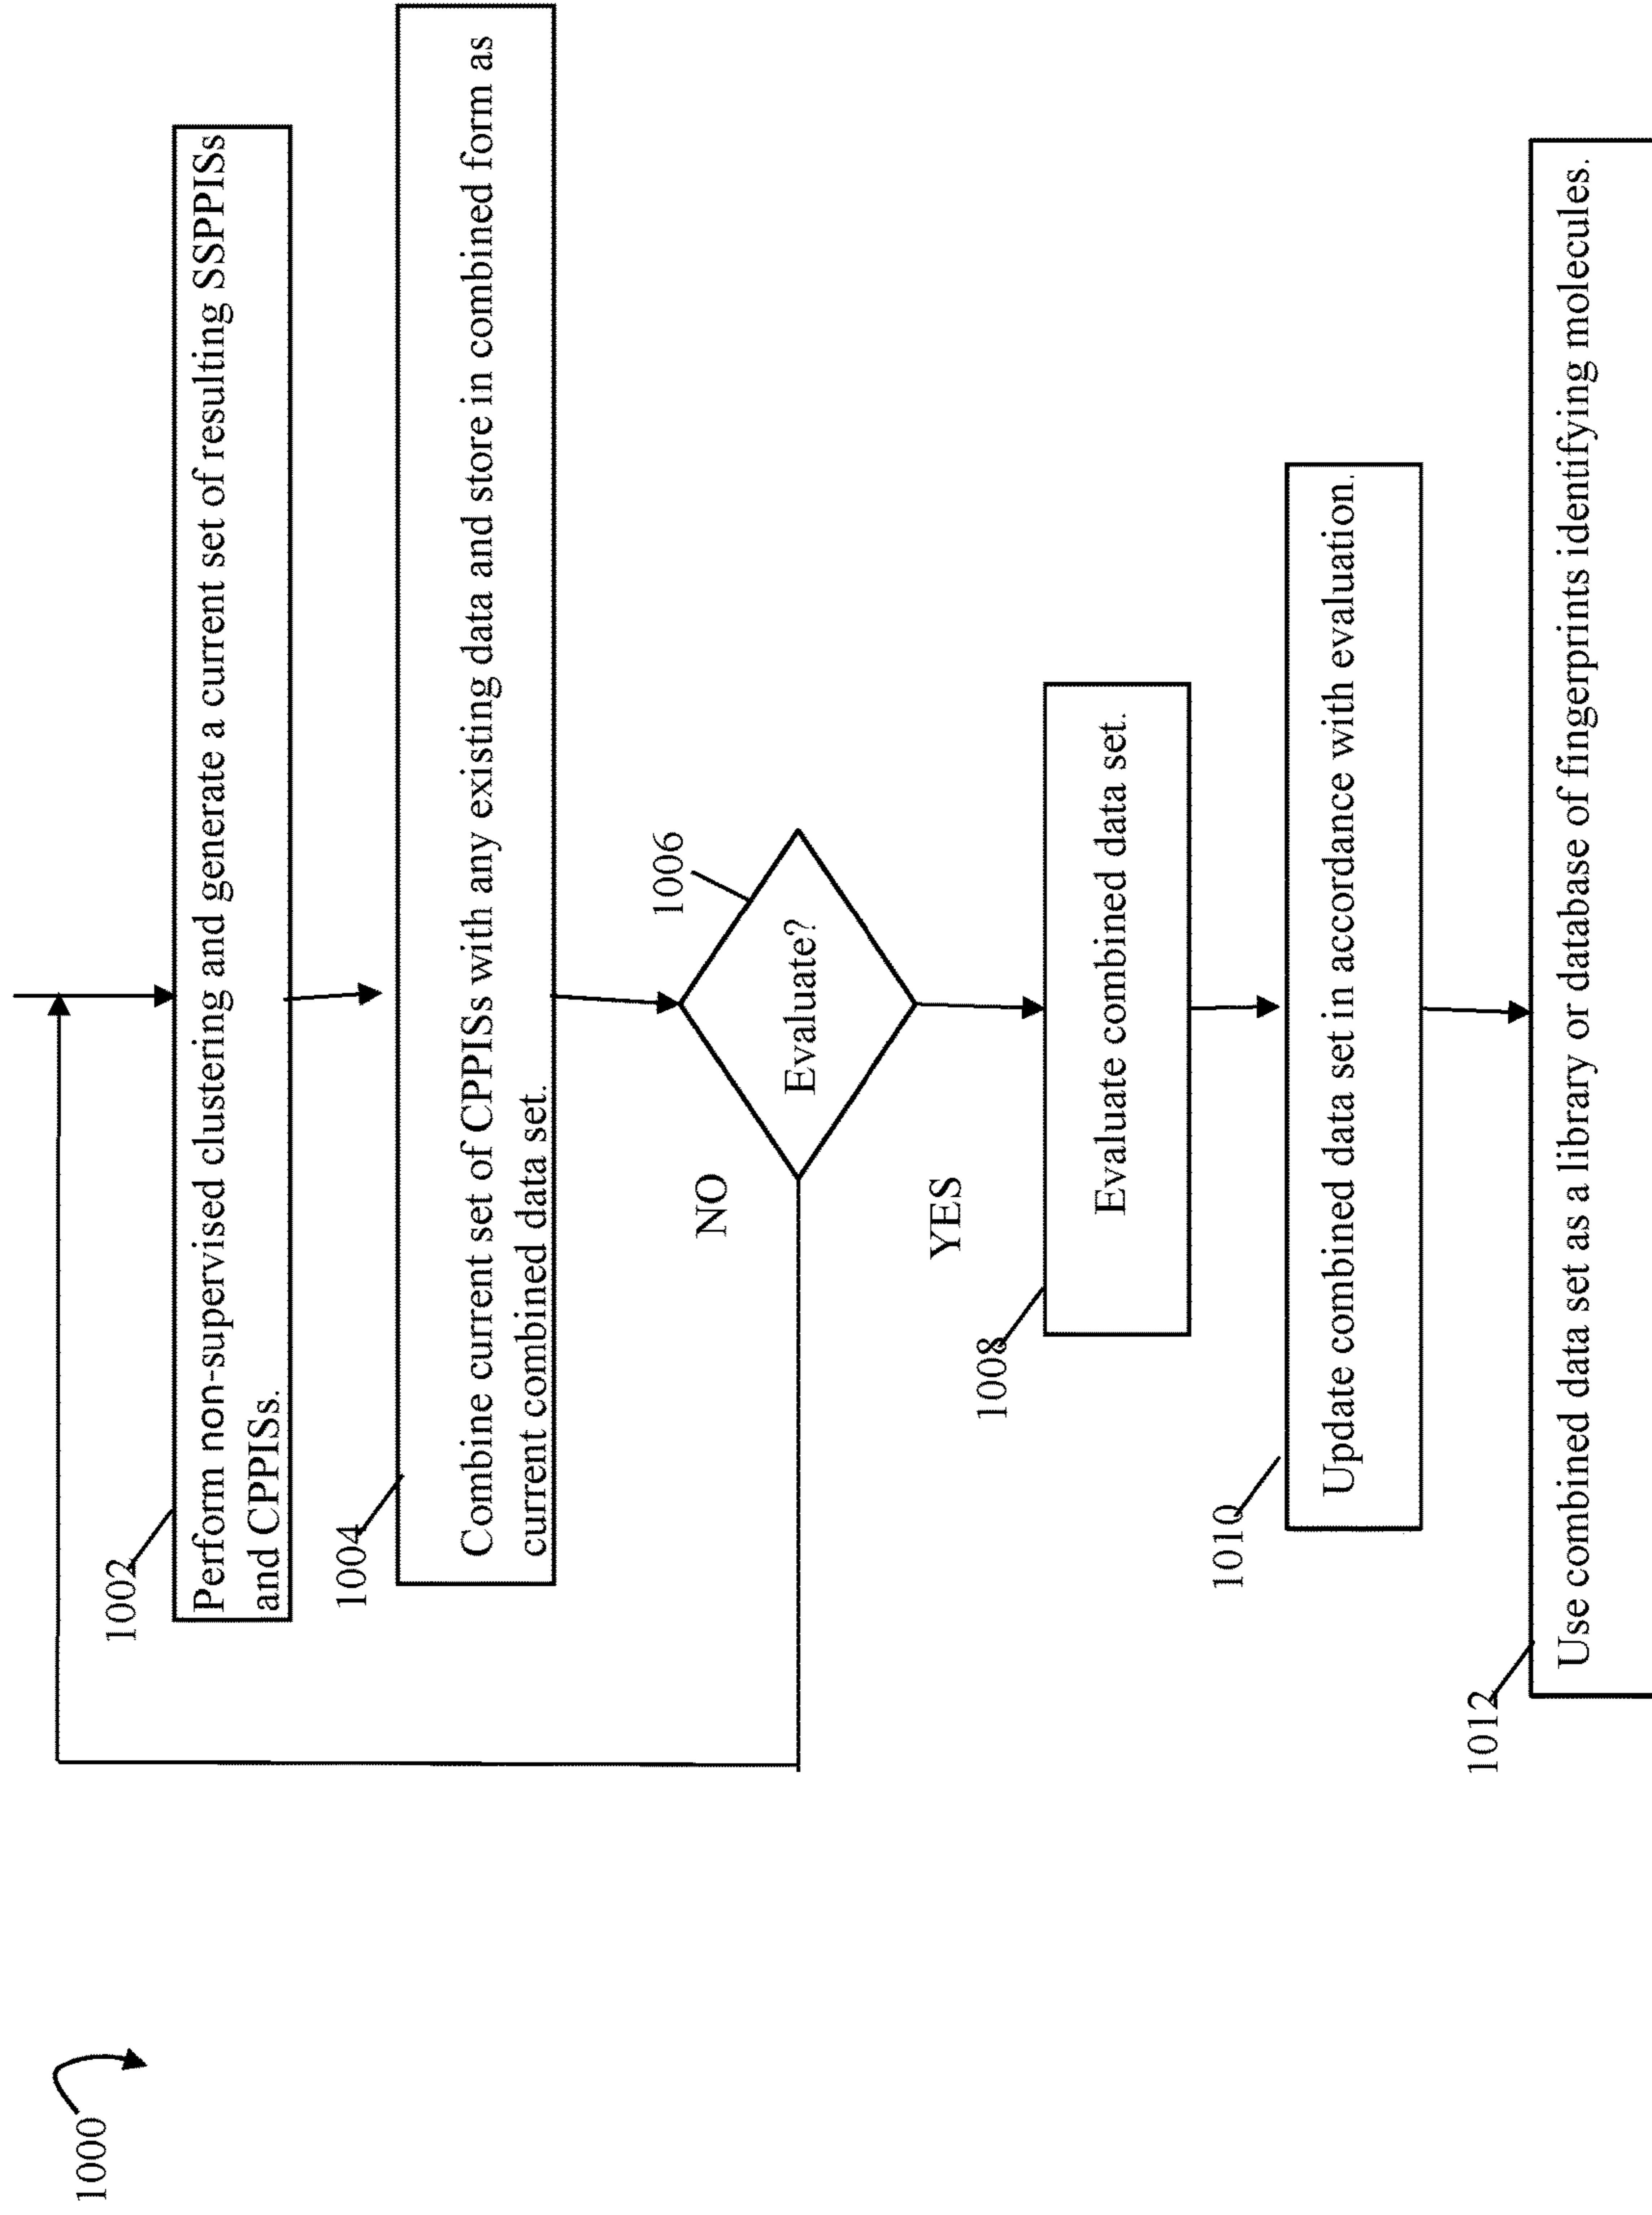 1000
1002
Perform non-supervised clustering and generate a current set of resulting SSPPISs
and CPPISs.
1004
Combine current set of CPPISs with any existing data and store in combined form as
current combined data set.
1006
Evaluate?
NO
YES
1008
Evaluate combined data set.
1010
Update combined data set in accordance with evaluation.
1012
Use combined data set as a library or database of fingerprints identifying molecules.